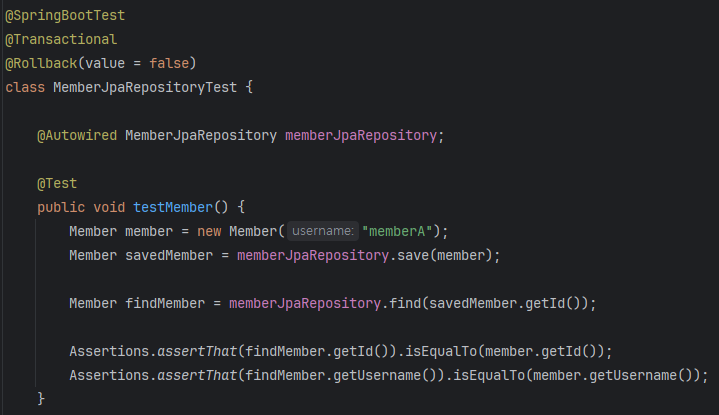 @SpringBootTest
@Transactional
@Rollback(value = false)
class MemberJpaRepositoryTest {
@Autowired MemberJpaRepository memberJpaRepository;
@Test
public void testMember() {
Member member = new Member( username: "memberA");
Member savedMember = memberJpaRepository.save(member);
Member findMember = memberJpaRepository.find(savedMember.getId());
Assertions.assertThat(findMember.getId()).isEqualTo(member.getId());
Assertions.assertThat(findMember.getUsername()).isEqualTo(member.getUsername());
}